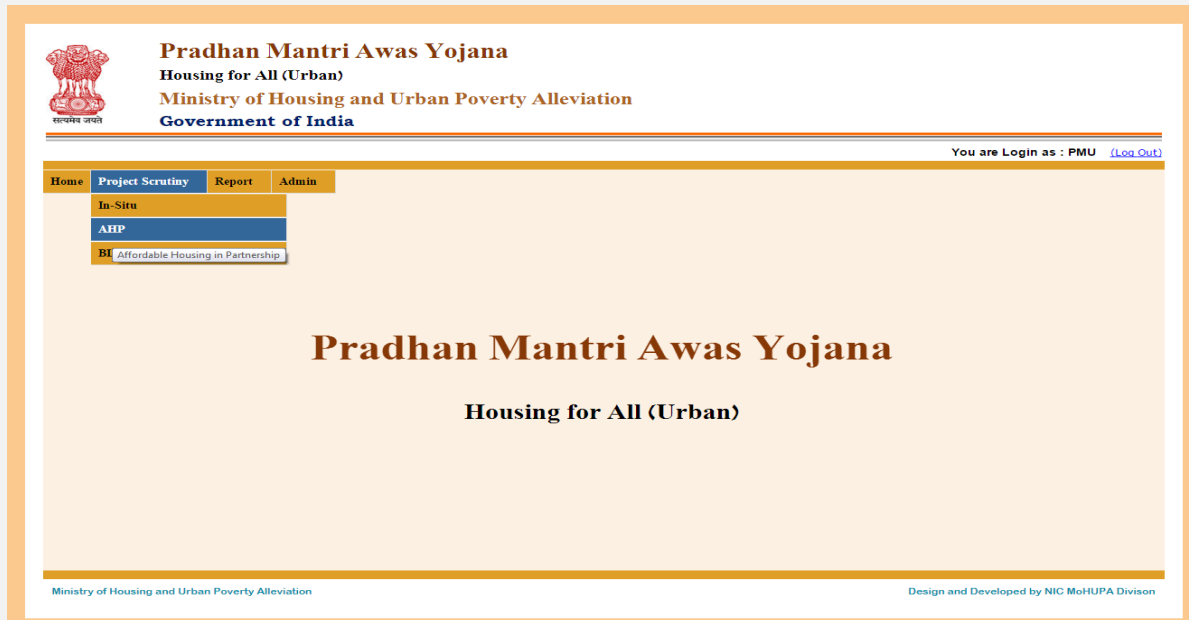 Pradhan Mantri Awas Yojana
Housing for All (Urban)
Ministry of Housing and Urban Poverty Alleviation
Government of India
सत्यमेव जयते
You are Login as : PMU (Log Out)
Home Project Scrutiny Report Admin
In-Situ
AHP
Affordable Housing in Partnership
Pradhan Mantri Awas Yojana
Housing for All (Urban)
Ministry of Housing and Urban Poverty Alleviation Design and Developed by NIC MoHUPA Divison